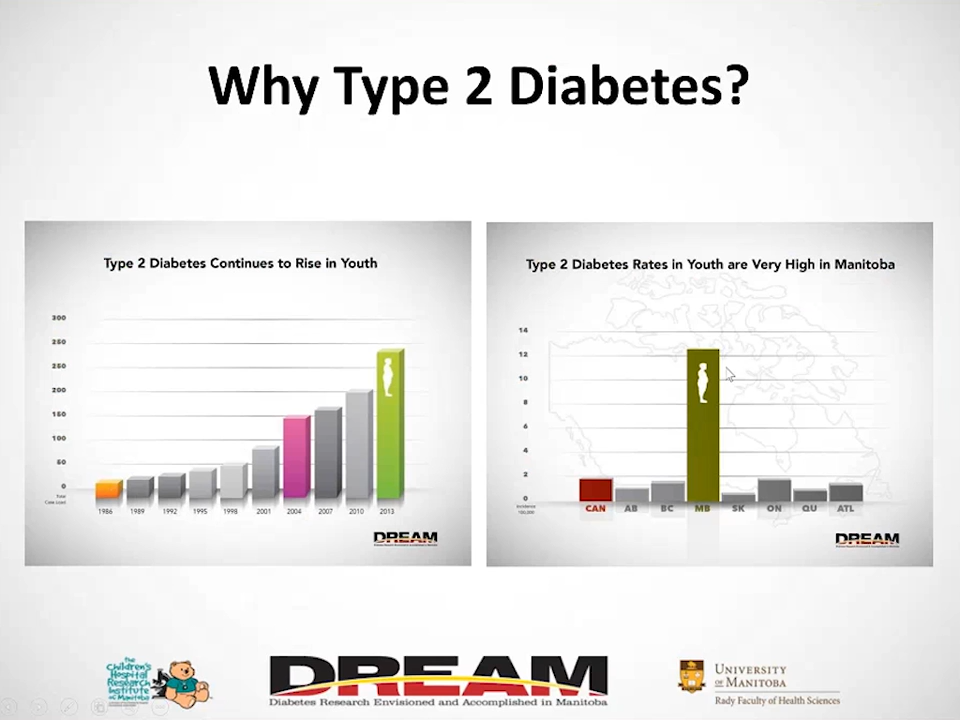 Why Type 2 Diabetes?
Type 2 Diabetes Continues to Rise in Youth
300
250
250
200
150
100
50
0
Total
Case Load
1986 1989 1992 1995 1998 2001 2004 2007 2010 2013
DREAM
Type 2 Diabetes Rates in Youth are Very High in Manitoba
14
12
10
8
6
4
2
0
Incidence
100,000
CAN AB BC MB SK ON QU ATL
DREAM
the
Children's
Hospital
Research
Institute
of Manitoba
DREAM
Diabetes Research Envisioned and Accomplished in Manitoba
UNIVERSITY
OF MANITOBA
Rady Faculty of Health Sciences